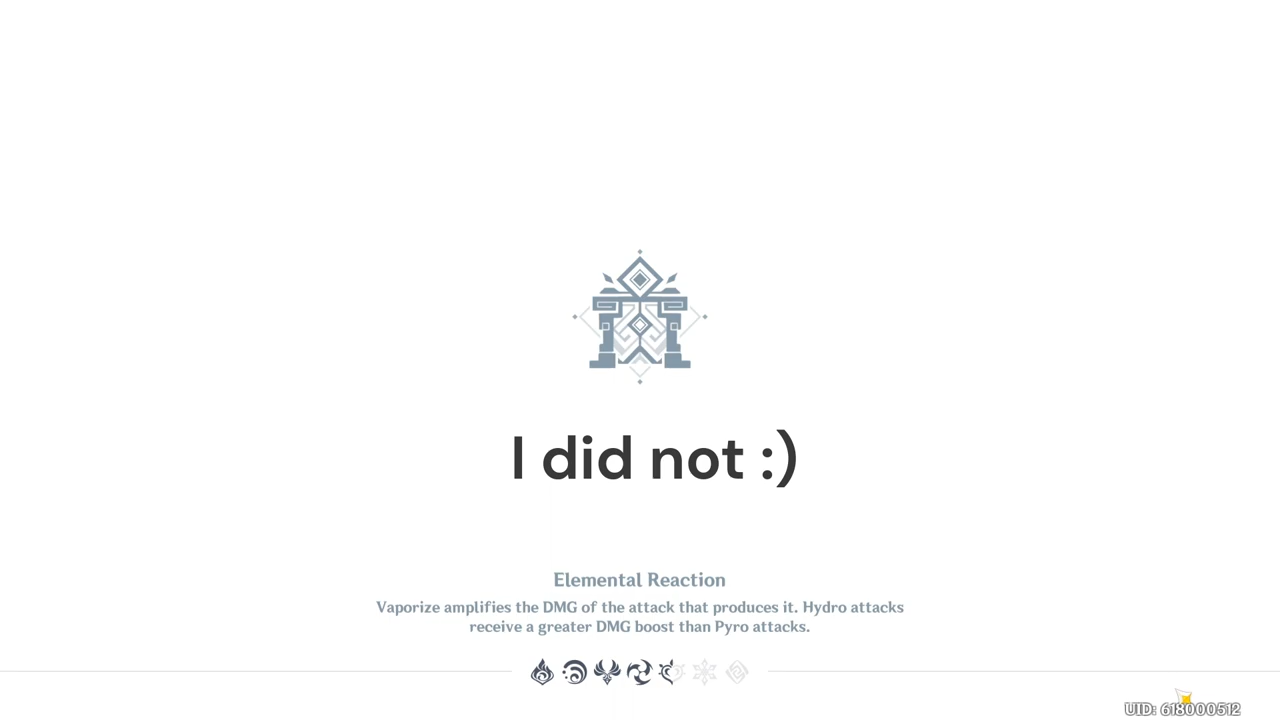 I did not :)
Elemental Reaction
Vaporize amplifies the DMG of the attack that produces it. Hydro attacks
receive a greater DMG boost than Pyro attacks.
UID: 618000512